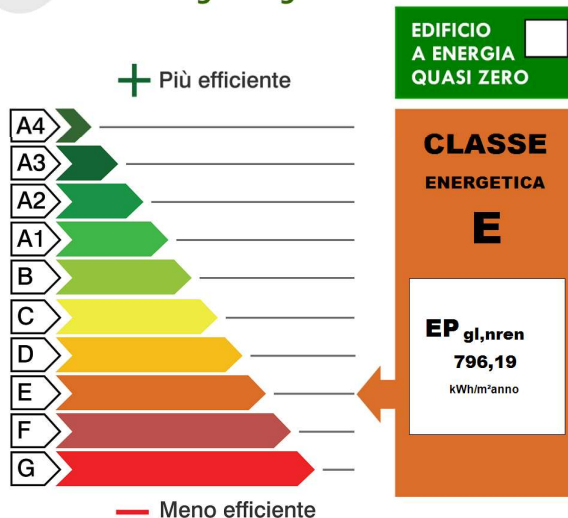 EDIFICIO
A ENERGIA
QUASI ZERO
Più efficiente
A4
A3
A2
A1
B
C
D
E
F
G
Meno efficiente
CLASSE
ENERGETICA
E
EP gl,nren
796,19
kWh/m²anno